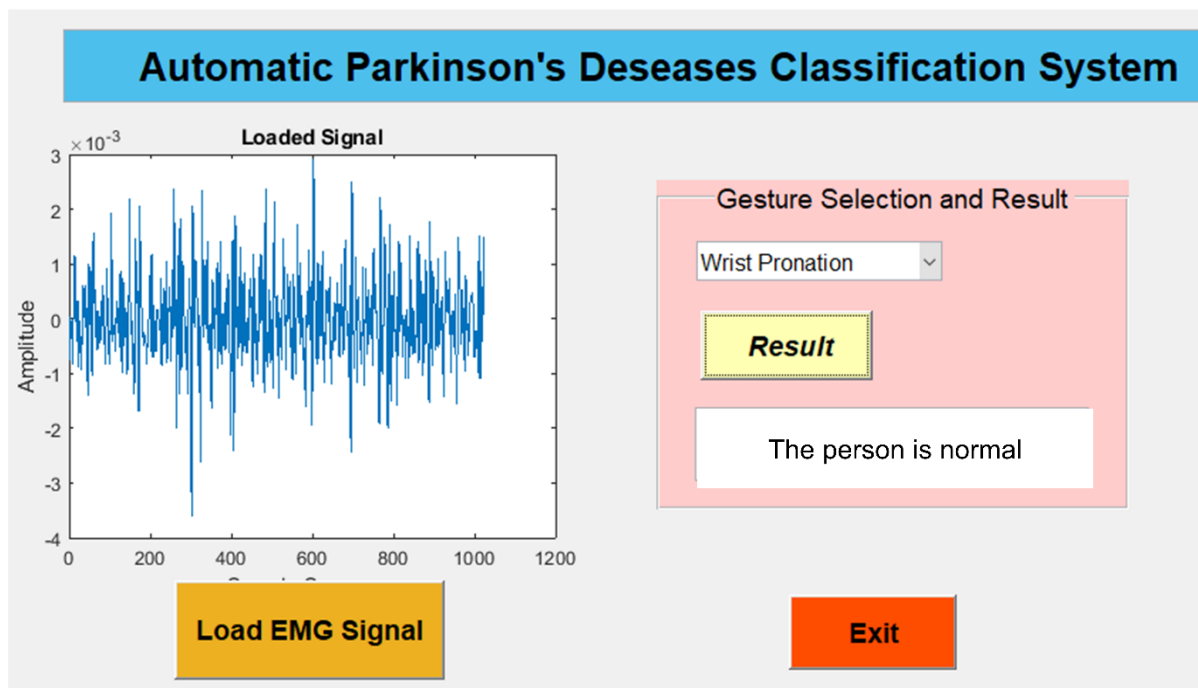 Automatic Parkinson's Deseases Classification System
Loaded Signal
×10⁻³
3
2
1
0
-1
-2
-3
-4
Amplitude
0 200 400 600 800 1000 1200
Load EMG Signal
Gesture Selection and Result
Wrist Pronation
Result
The person is normal
Exit